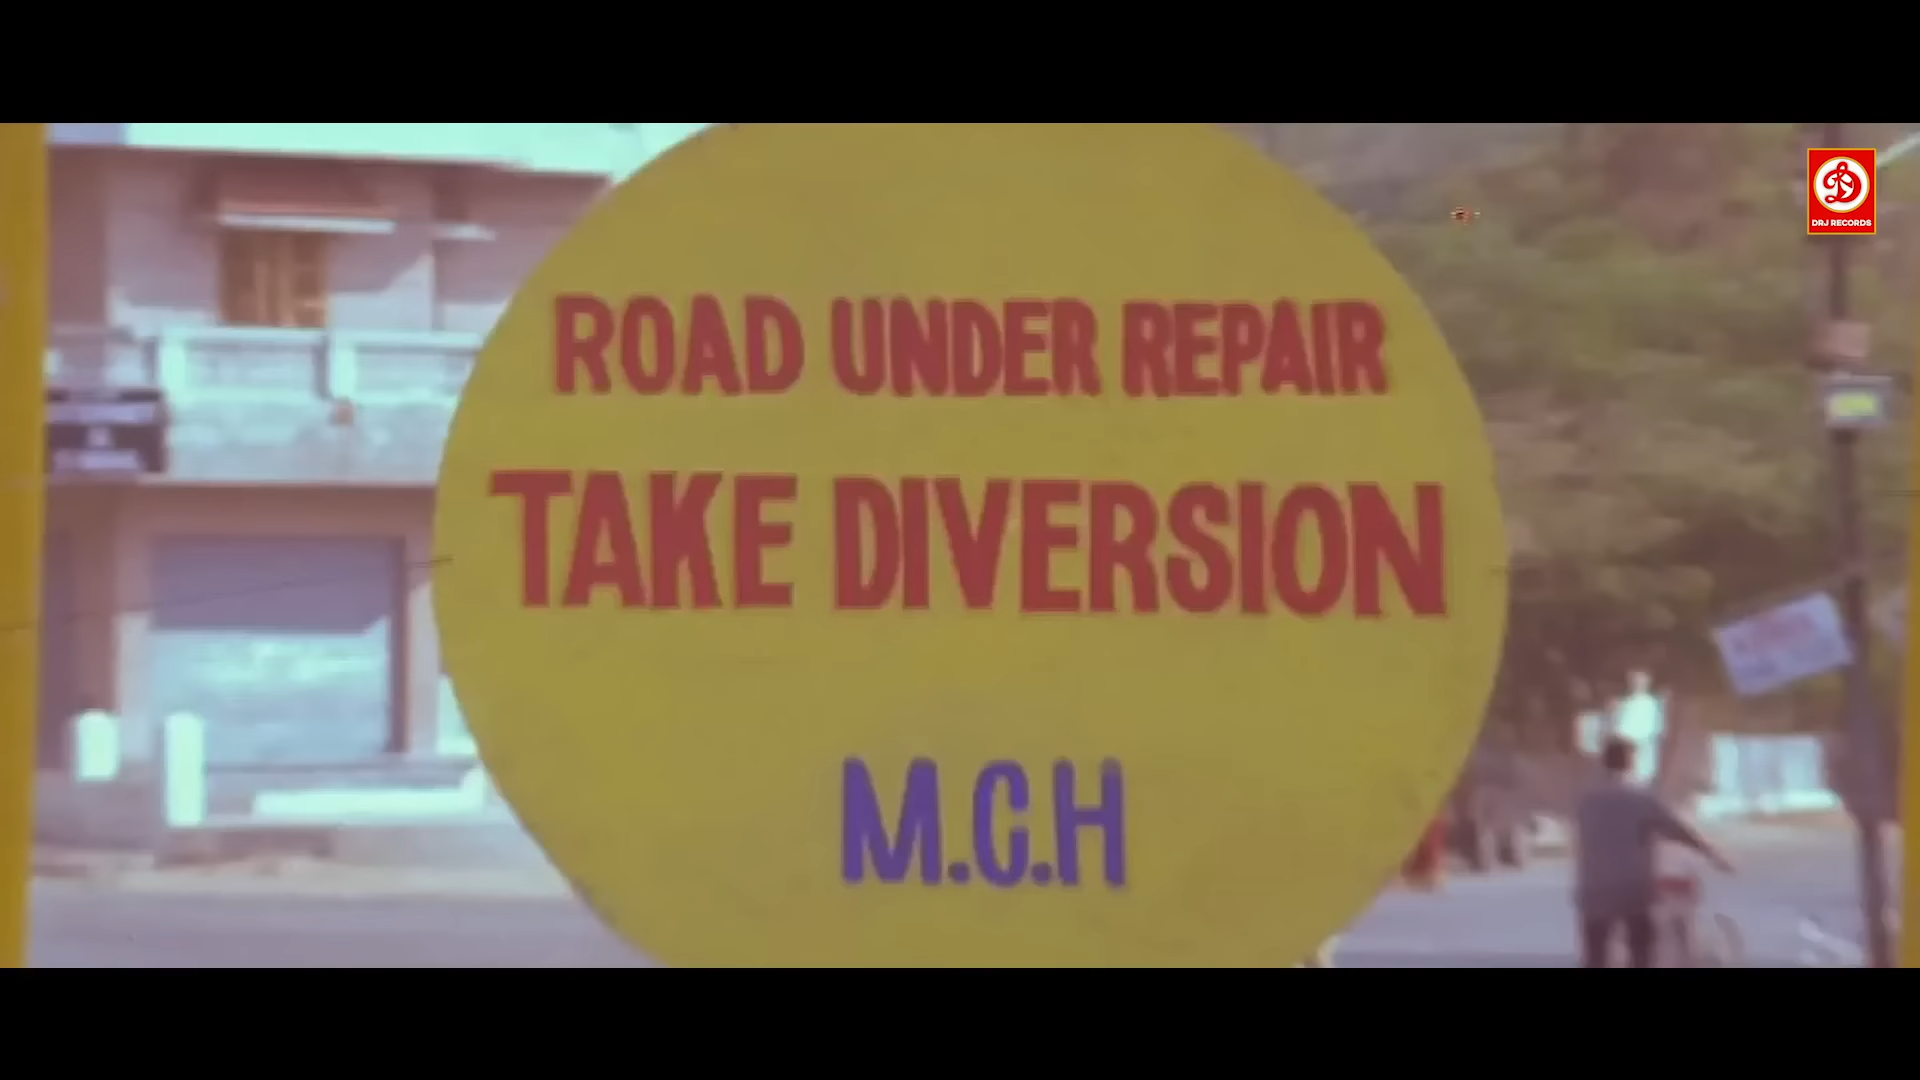 ROAD UNDER REPAIR
TAKE DIVERSION
M.C.H
DRJ RECORDS